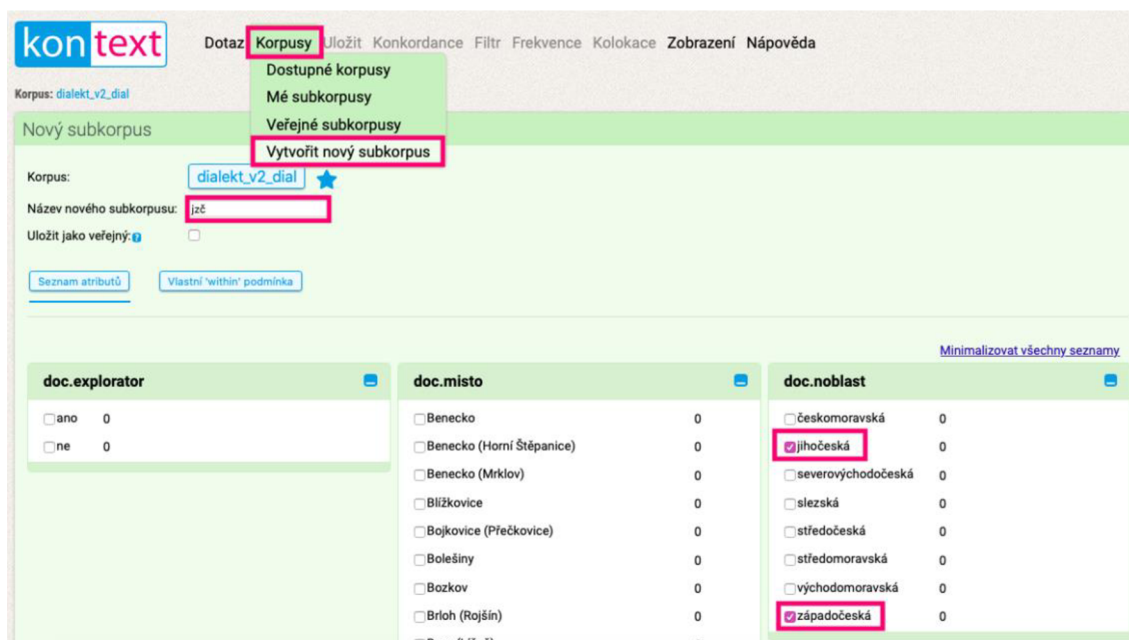 kontext
Dotaz Korpusy Uložit Konkordance Filtr Frekvence Kolokace Zobrazení Nápověda
Dostupné korpusy
Mé subkorpusy
Veřejné subkorpusy
Vytvořit nový subkorpus
Korpus: dialekt_v2_dial
Nový subkorpus
Korpus: dialekt_v2_dial
Název nového subkorpusu: jzč
Uložit jako veřejný: ?
Seznam atributů Vlastní 'within' podmínka
Minimalizovat všechny seznamy
doc.explorator
ano 0
ne 0
doc.misto
Benecko 0
Benecko (Horní Štěpanice) 0
Benecko (Mrklov) 0
Blížkovice 0
Bojkovice (Přečkovice) 0
Bolešiny 0
Bozkov 0
Brloh (Rojšín) 0
doc.noblast
českomoravská 0
jihočeská 0
severovýchodočeská 0
slezská 0
středočeská 0
středomoravská 0
východomoravská 0
západočeská 0